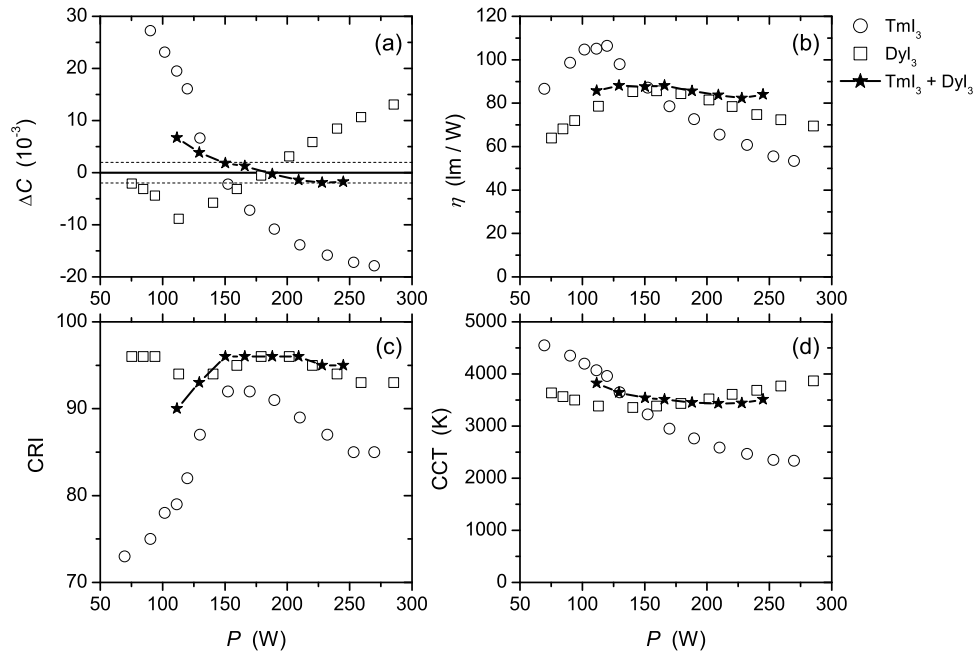 30
20
10
0
-10
-20
ΔC (10⁻³)
(a)
50 100 150 200 250 300
120
100
80
60
40
20
0
η (lm / W)
(b)
50 100 150 200 250 300
TmI₃
DyI₃
TmI₃ + DyI₃
100
90
80
70
CRI
(c)
50 100 150 200 250 300
P (W)
5000
4000
3000
2000
1000
0
CCT (K)
(d)
50 100 150 200 250 300
P (W)